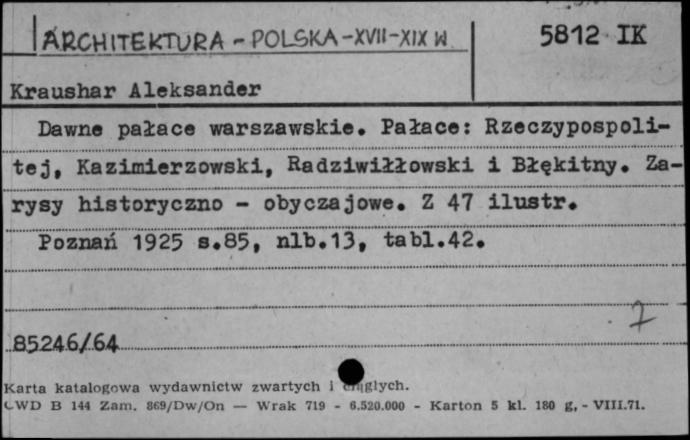 ARCHITEKTURA - POLSKA - XVII-XIX W.
5812 IK
Kraushar Aleksander
Dawne pałace warszawskie. Pałace: Rzeczypospoli-
tej, Kazimierzowski, Radziwiłłowski i Błękitny. Za-
rysy historyczno - obyczajowe. Z 47 ilustr.
Poznań 1925 s.85, nlb.13, tabl.42.
7
85246/64
Karta katalogowa wydawnictw zwartych i ciągłych.
CWD B 144 Zam. 869/Dw/On — Wrak 719 - 6.520.000 - Karton 5 kl. 180 g, - VIII.71.